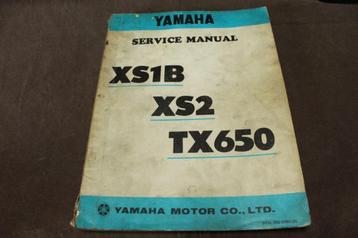 YAMAHA
SERVICE MANUAL
XS1B
XS2
TX650
YAMAHA MOTOR CO., LTD.